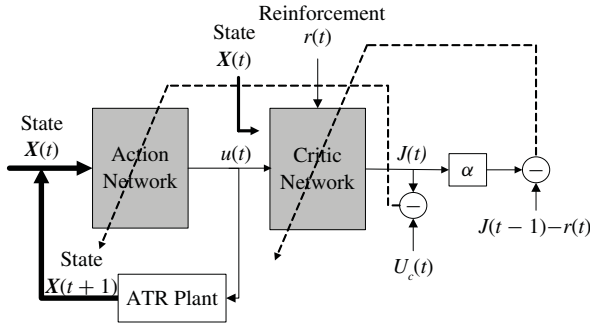 Reinforcement
r(t)
State
X(t)
State
X(t)
Action
Network
u(t)
Critic
Network
J(t)
α
−
−
J(t − 1)−r(t)
U_c(t)
State
X(t + 1)
ATR Plant